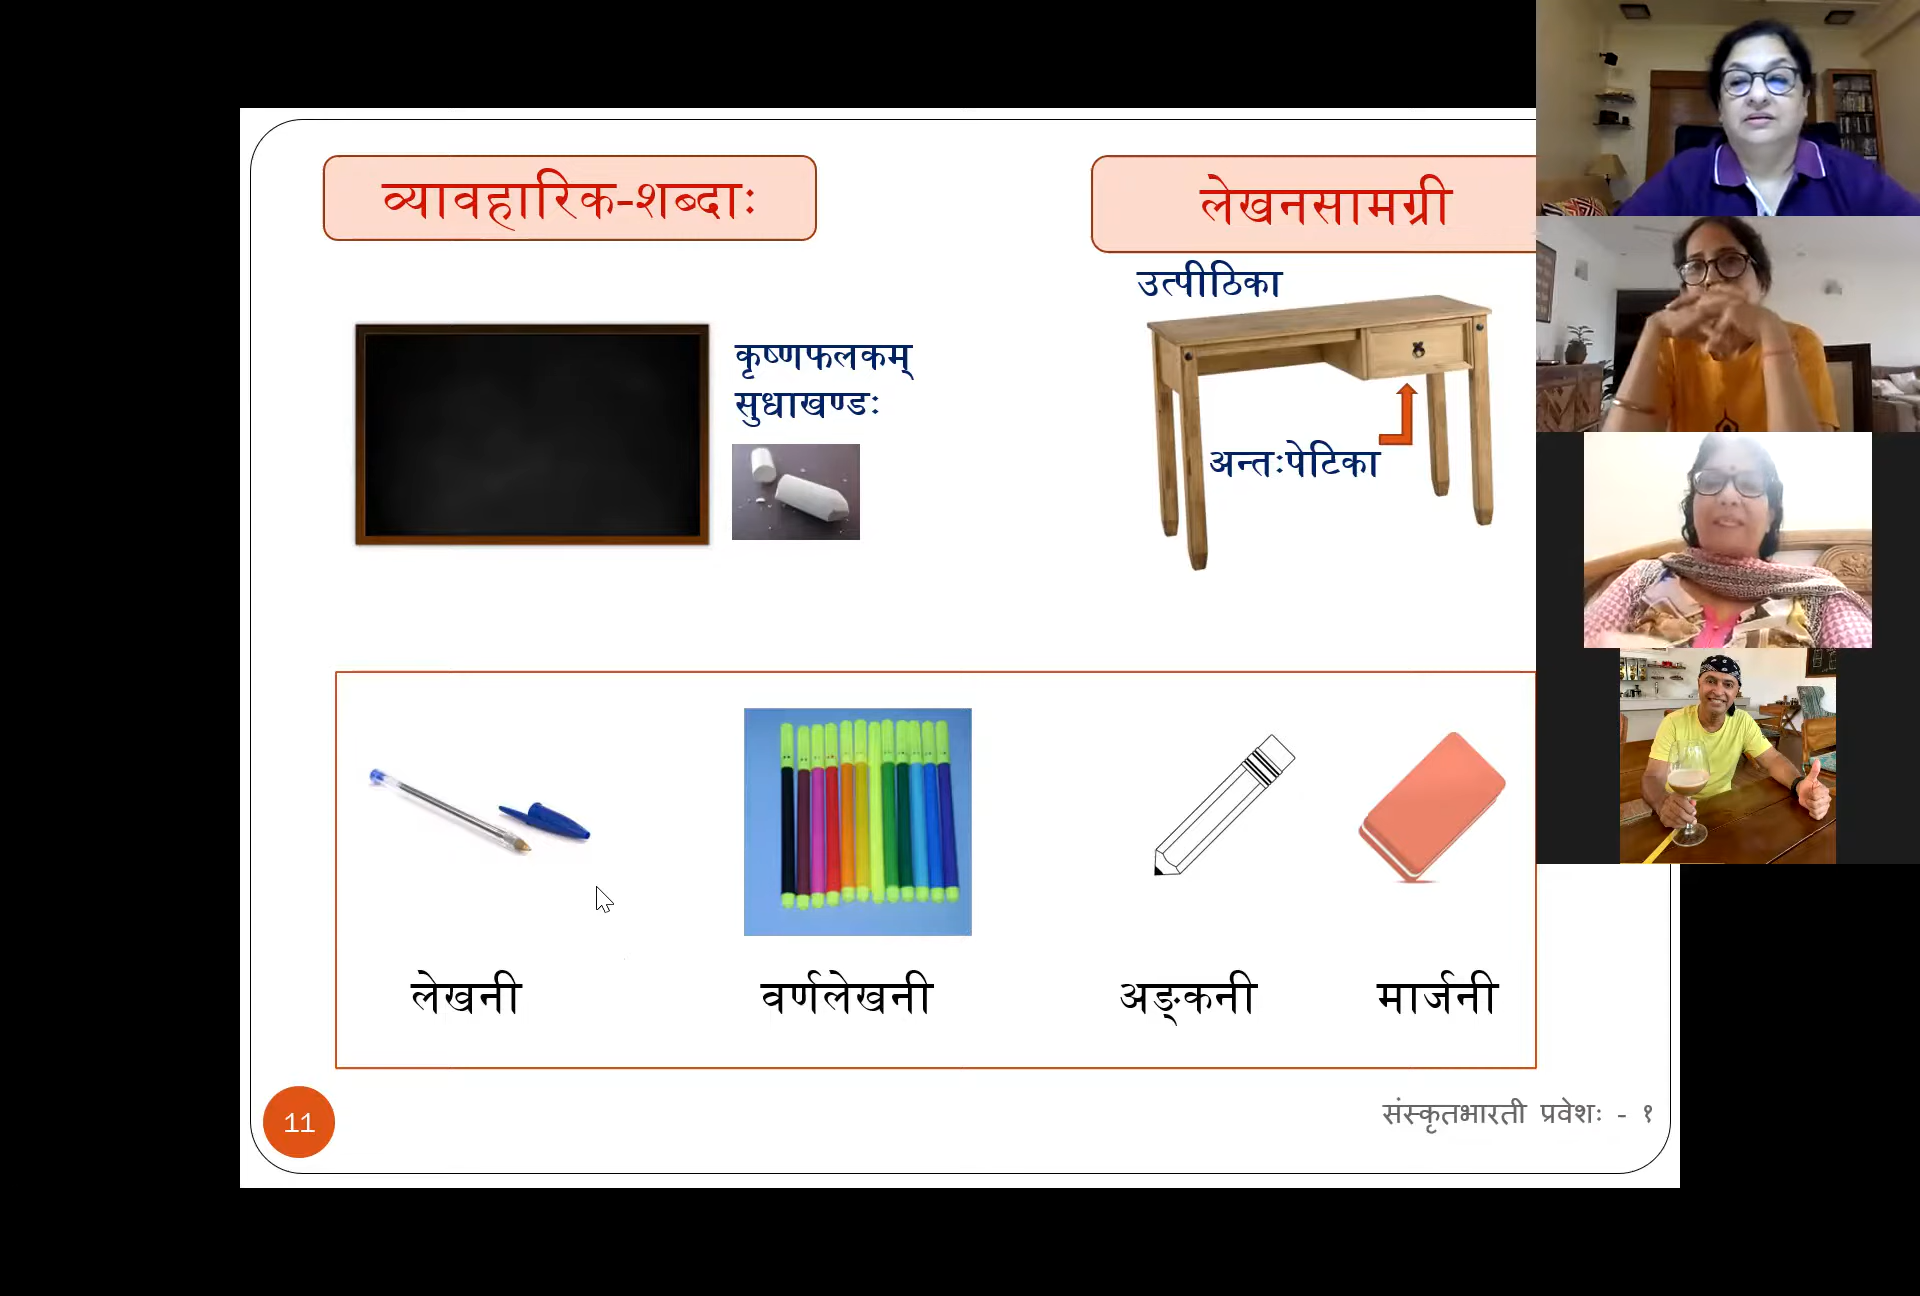 व्यावहारिक-शब्दाः
लेखनसामग्री
उत्पीठिका
कृष्णफलकम्
सुधाखण्डः
अन्तःपेटिका
लेखनी
वर्णलेखनी
अङ्कनी
मार्जनी
11
संस्कृतभारती प्रवेशः - १